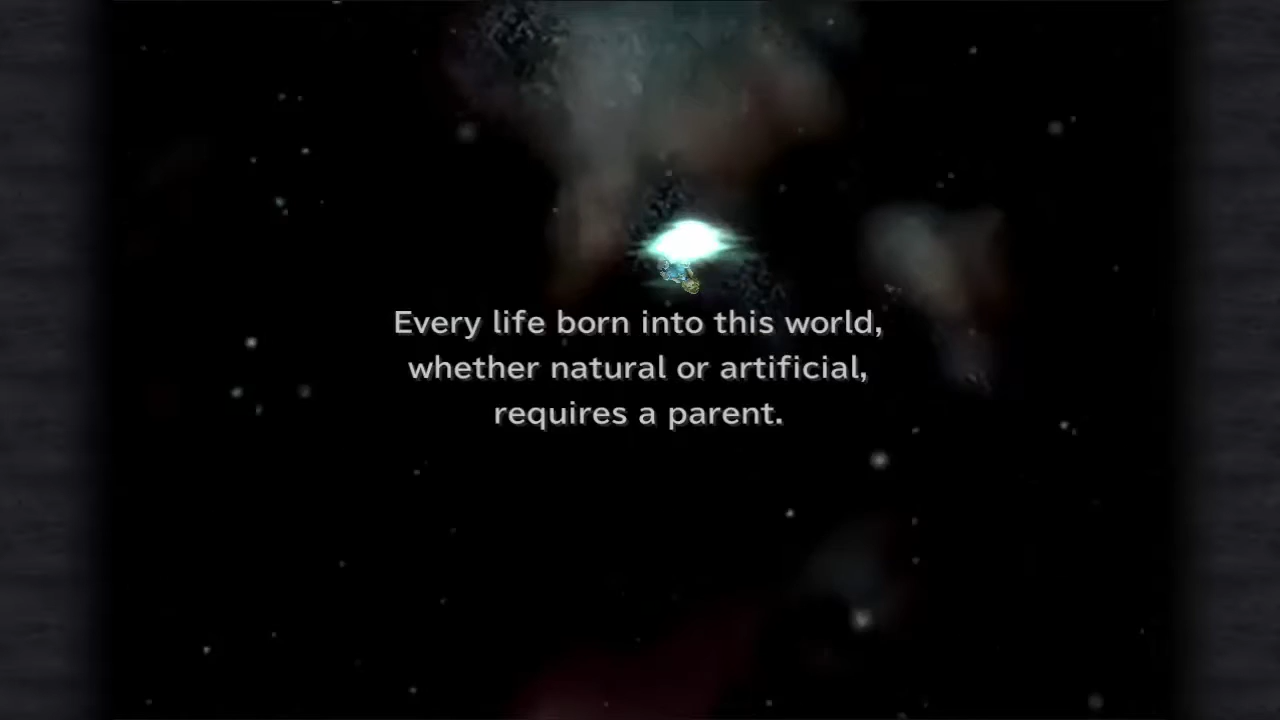 Every life born into this world,
whether natural or artificial,
requires a parent.